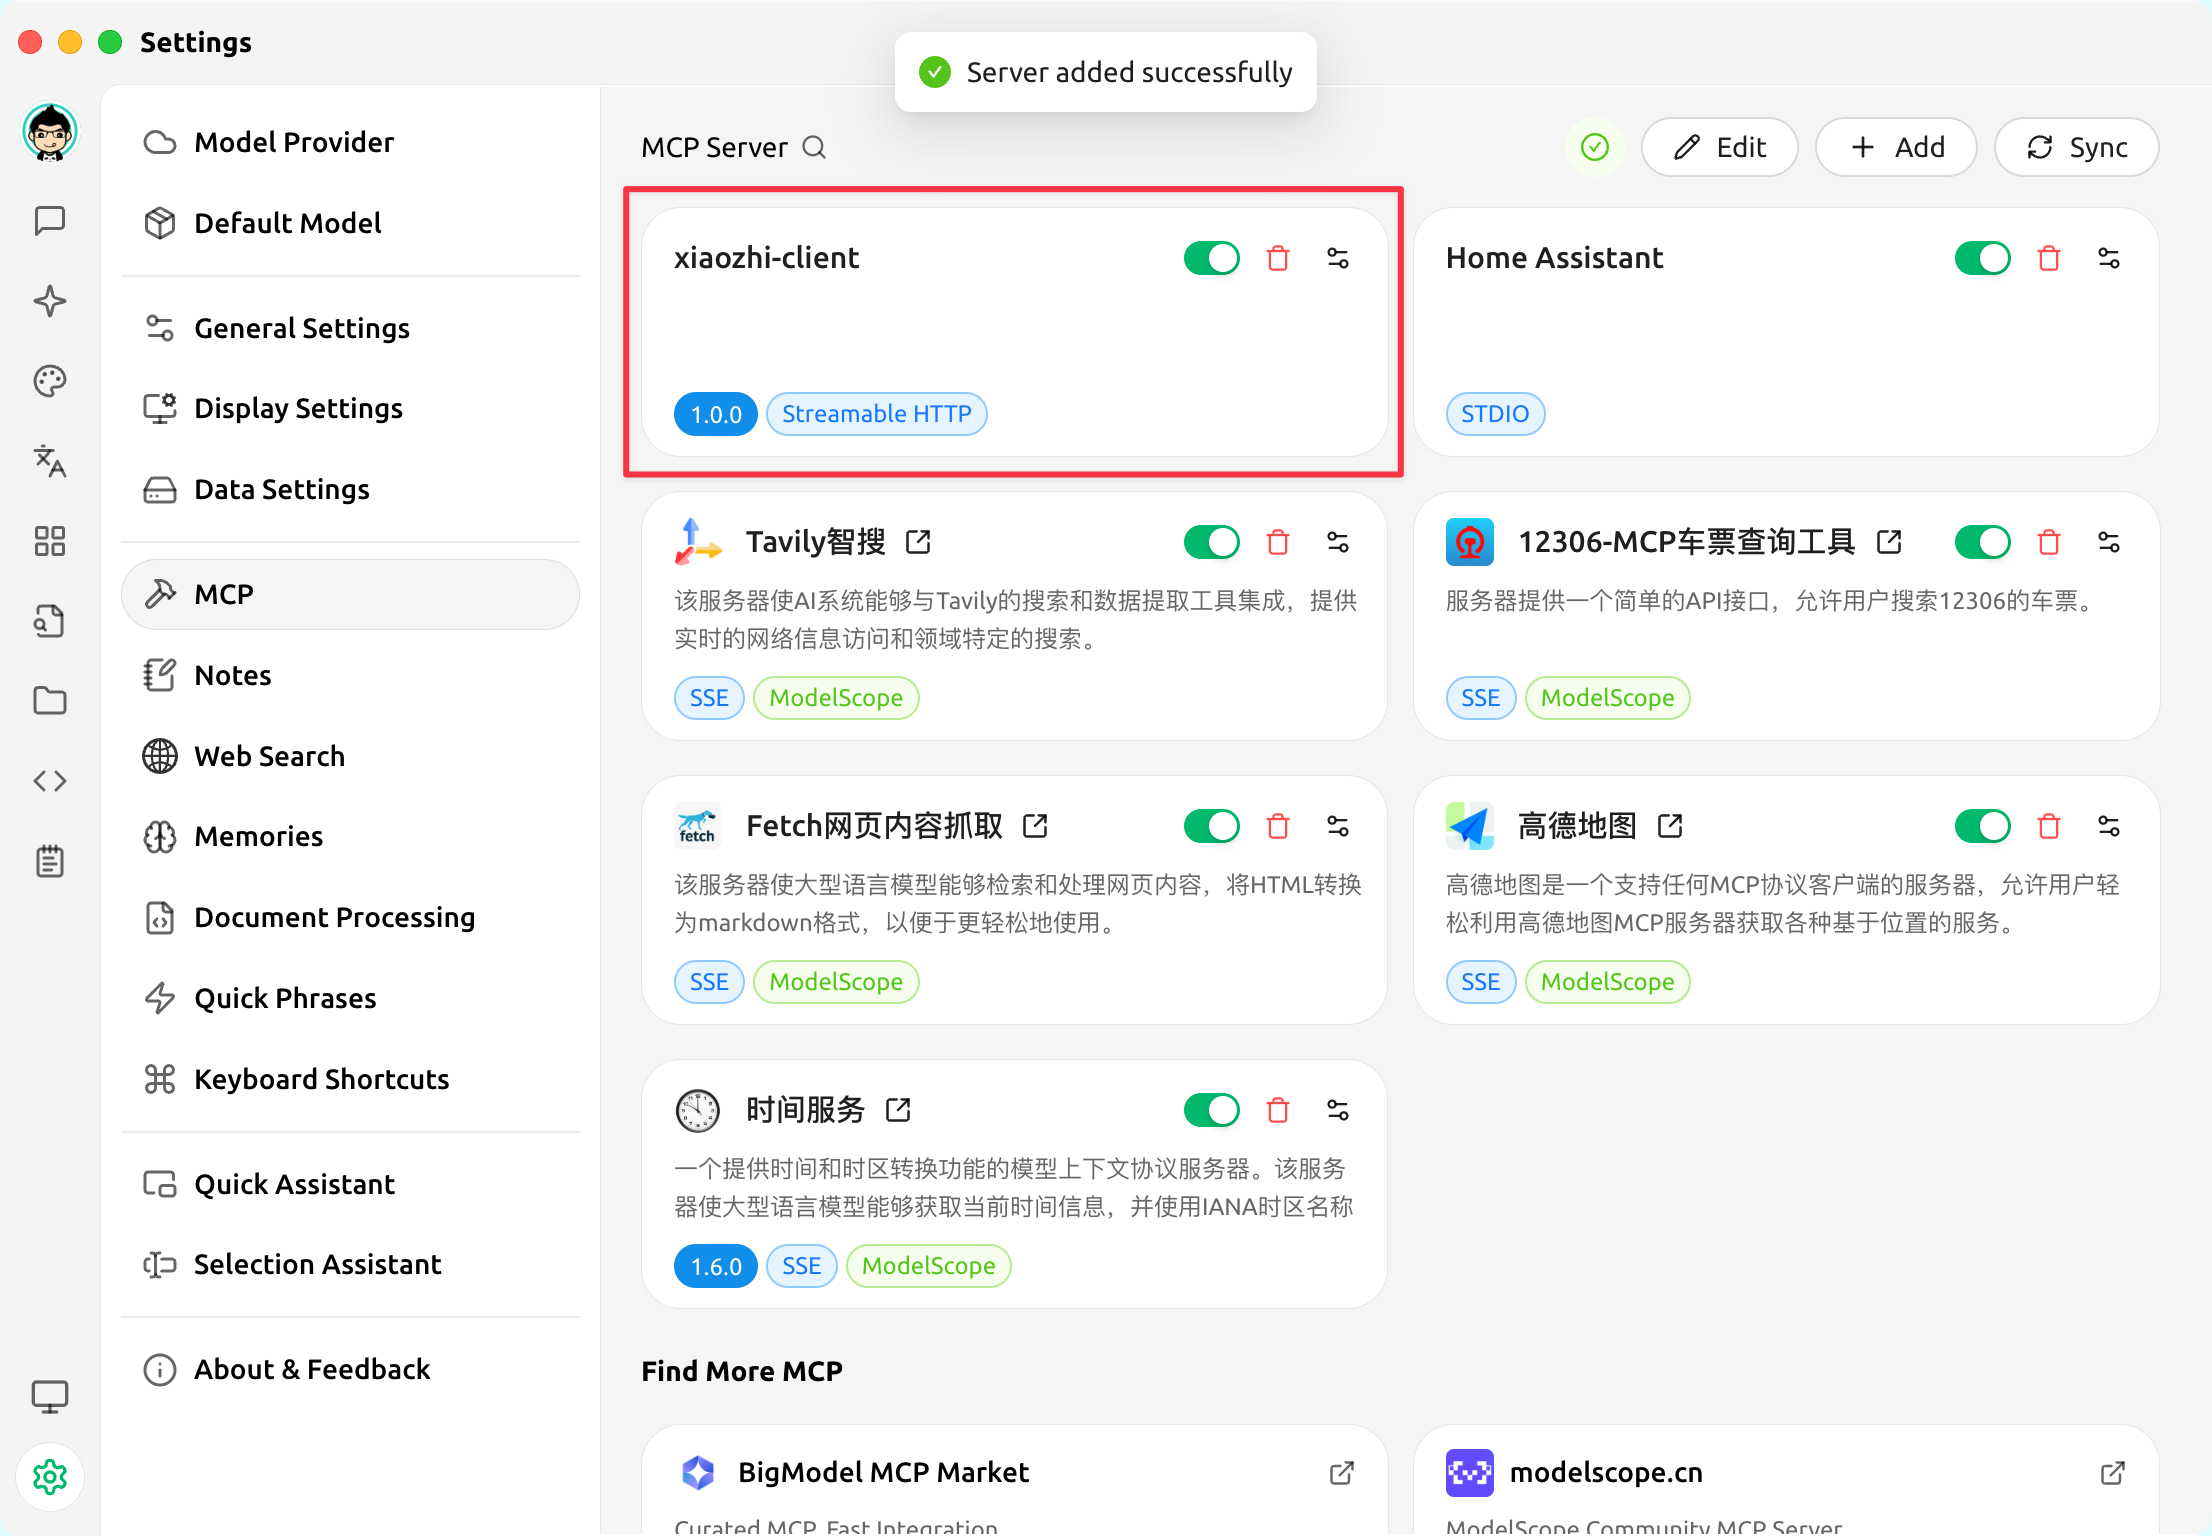 Settings
Server added successfully
Model Provider
Default Model
General Settings
Display Settings
Data Settings
MCP
Notes
Web Search
Memories
Document Processing
Quick Phrases
Keyboard Shortcuts
Quick Assistant
Selection Assistant
About & Feedback
MCP Server
Edit
Add
Sync
xiaozhi-client
1.0.0
Streamable HTTP
Home Assistant
STDIO
Tavily智搜
该服务器使AI系统能够与Tavily的搜索和数据提取工具集成，提供
实时的网络信息访问和领域特定的搜索。
SSE
ModelScope
12306-MCP车票查询工具
服务器提供一个简单的API接口，允许用户搜索12306的车票。
SSE
ModelScope
fetch
Fetch网页内容抓取
该服务器使大型语言模型能够检索和处理网页内容，将HTML转换
为markdown格式，以便于更轻松地使用。
SSE
ModelScope
高德地图
高德地图是一个支持任何MCP协议客户端的服务器，允许用户轻
松利用高德地图MCP服务器获取各种基于位置的服务。
SSE
ModelScope
时间服务
一个提供时间和时区转换功能的模型上下文协议服务器。该服务
器使大型语言模型能够获取当前时间信息，并使用IANA时区名称
1.6.0
SSE
ModelScope
Find More MCP
BigModel MCP Market
Curated MCP, Fast Integration
modelscope.cn
ModelScope Community MCP Server